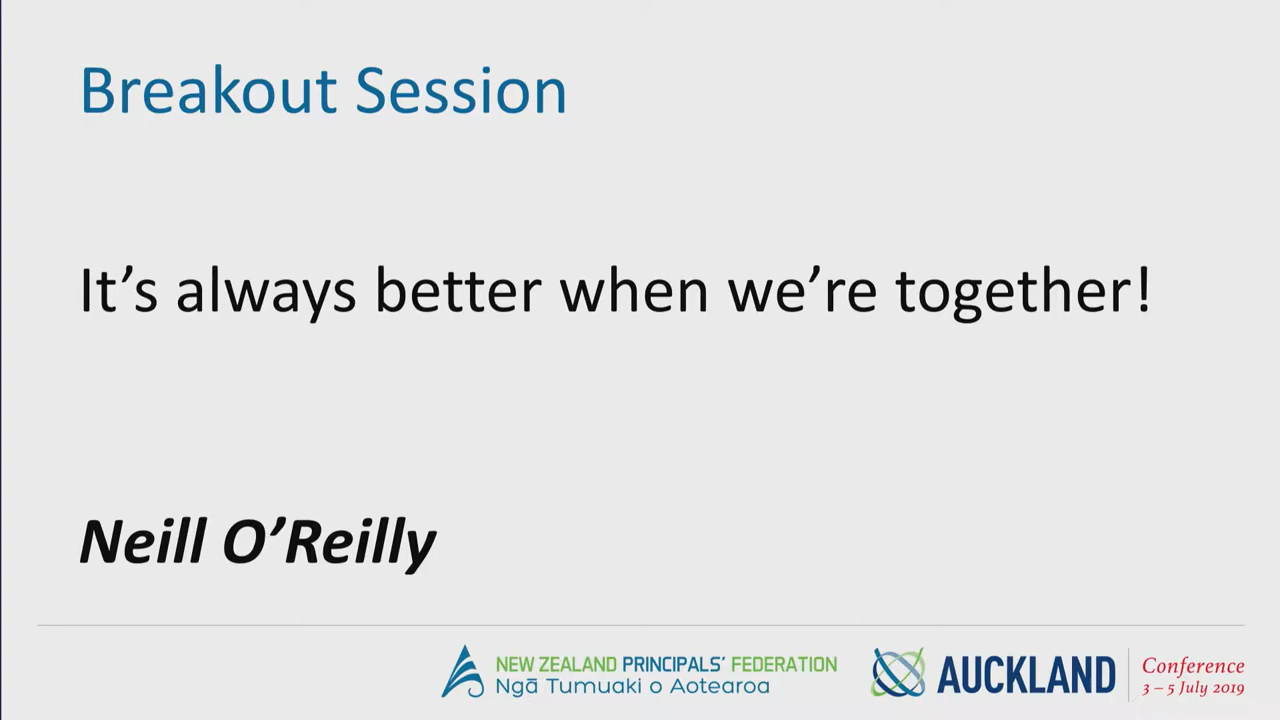 Breakout Session
It’s always better when we’re together!
Neill O’Reilly
NEW ZEALAND PRINCIPALS’ FEDERATION
Ngā Tumuaki o Aotearoa
AUCKLAND
Conference
3 – 5 July 2019